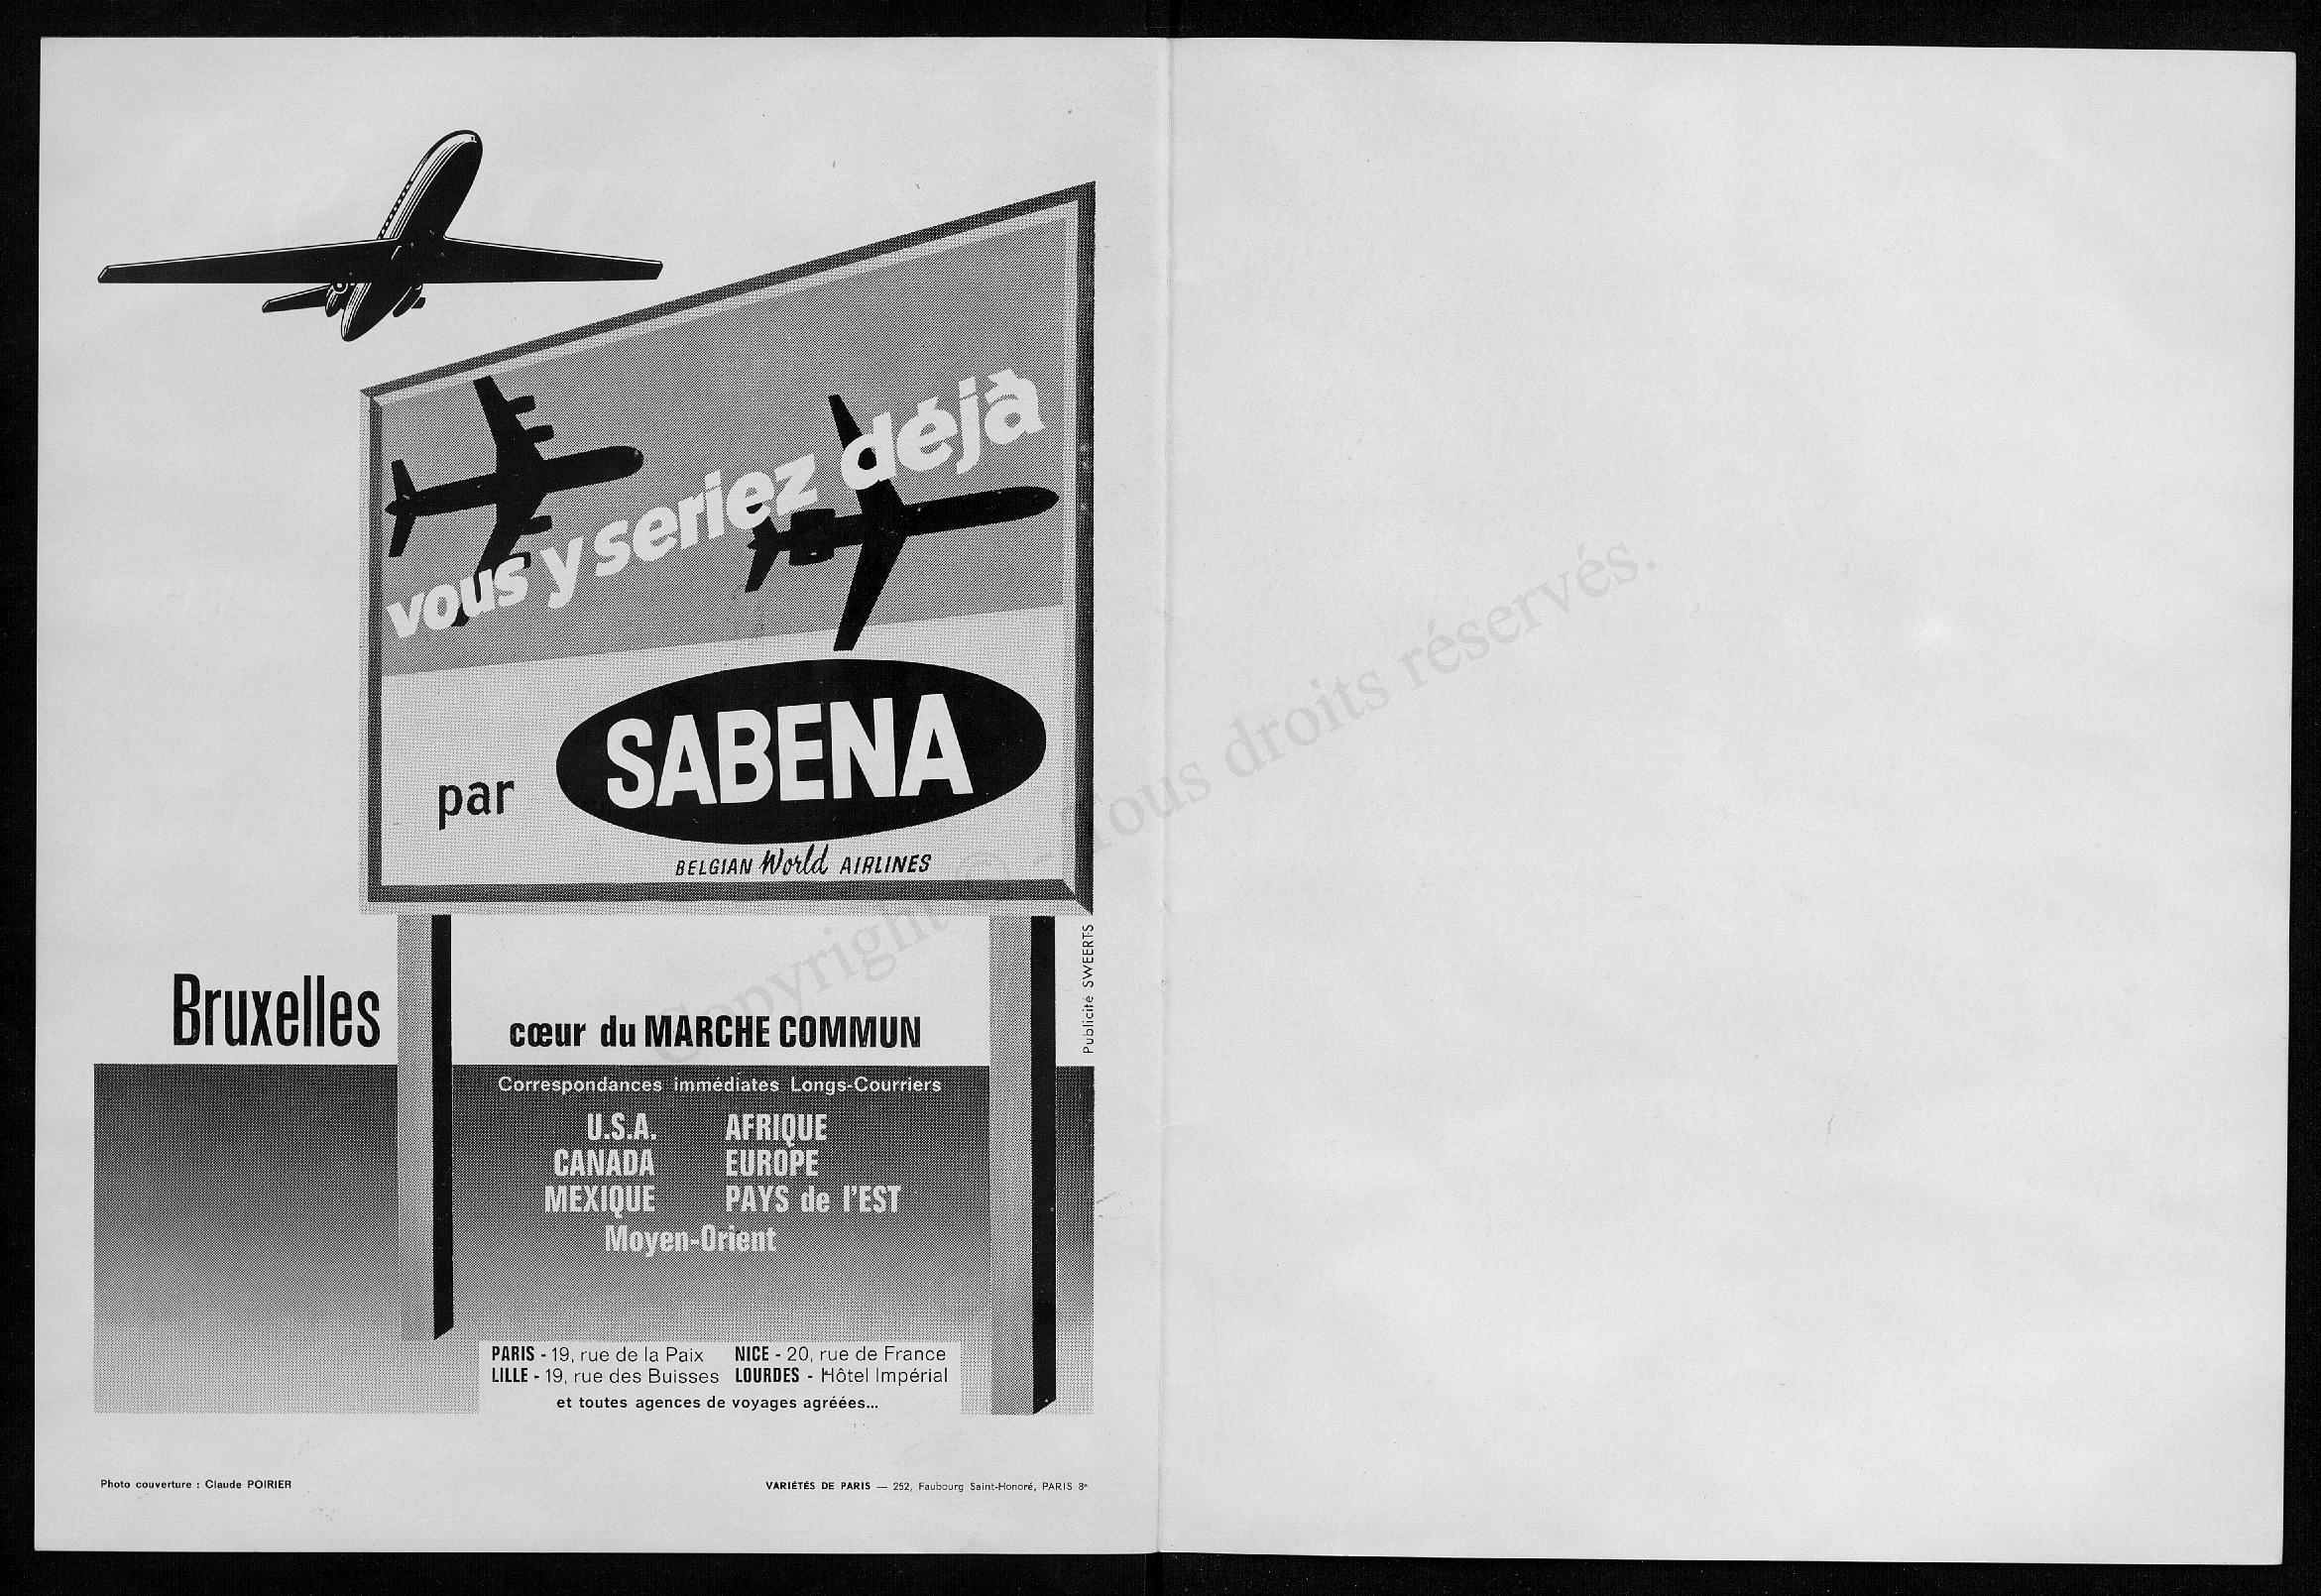 vous y seriez déjà
par SABENA
BELGIAN World AIRLINES
Publicité SWEERTS
Bruxelles
cœur du MARCHE COMMUN
Correspondances immédiates Longs-Courriers
U.S.A. AFRIQUE
CANADA EUROPE
MEXIQUE PAYS de l'EST
Moyen-Orient
PARIS - 19, rue de la Paix NICE - 20, rue de France
LILLE - 19, rue des Buisses LOURDES - Hôtel Impérial
et toutes agences de voyages agréées...
Photo couverture : Claude POIRIER
VARIÉTÉS DE PARIS — 252, Faubourg Saint-Honoré, PARIS 8e
Copyright © - Tous droits réservés.